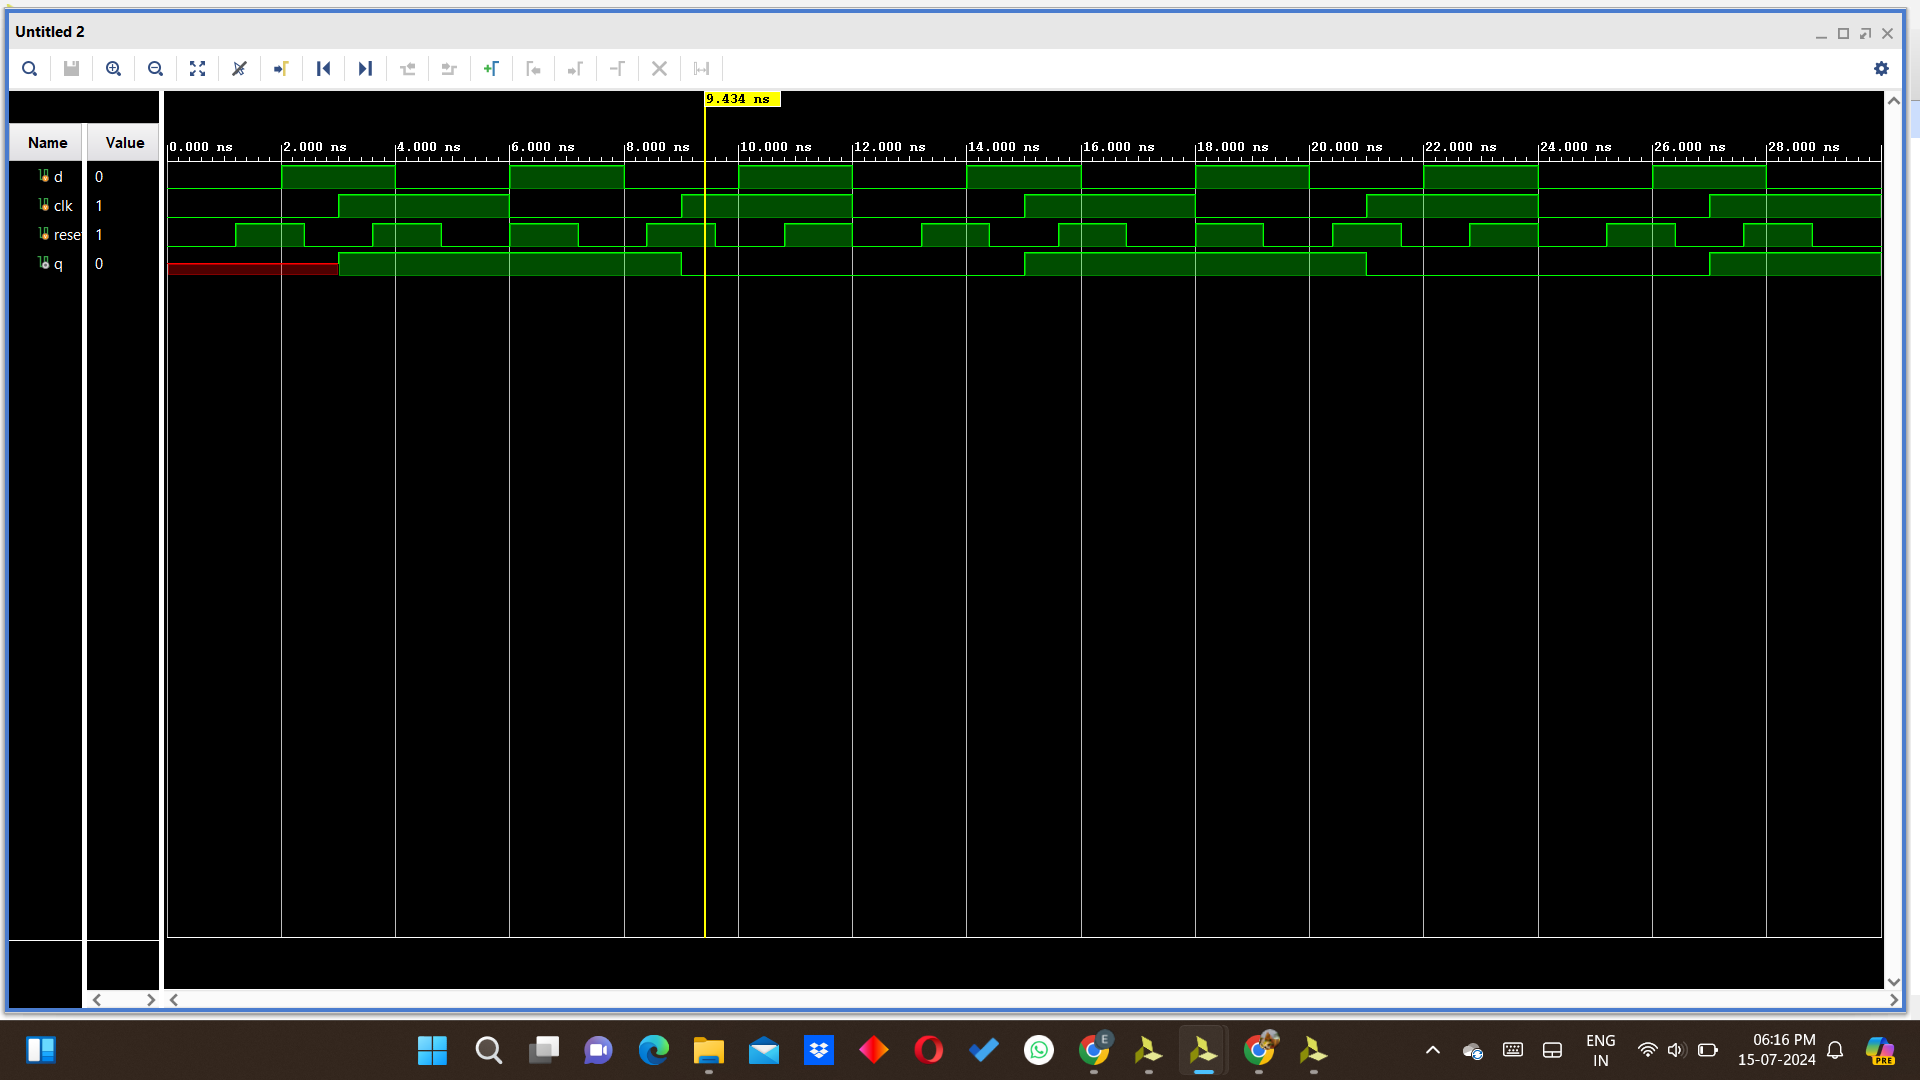 Untitled 2
9.434 ns
Name Value
0.000 ns 2.000 ns 4.000 ns 6.000 ns 8.000 ns 10.000 ns 12.000 ns 14.000 ns 16.000 ns 18.000 ns 20.000 ns 22.000 ns 24.000 ns 26.000 ns 28.000 ns
d 0
clk 1
rese 1
q 0
E
PRE
ENG
IN
06:16 PM
15-07-2024